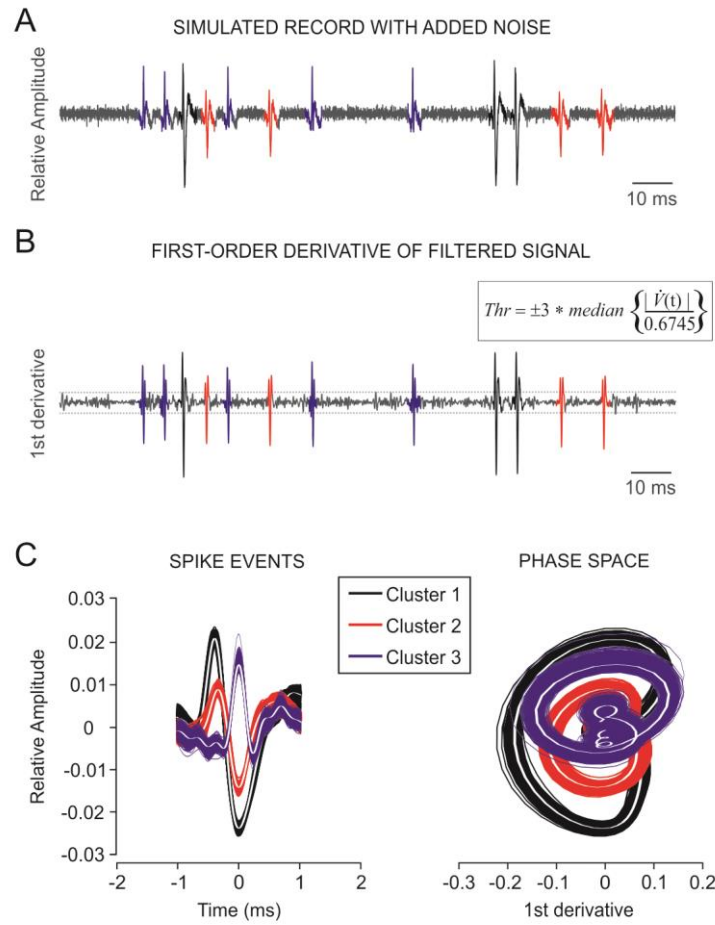 A
SIMULATED RECORD WITH ADDED NOISE
Relative Amplitude
10 ms
B
FIRST-ORDER DERIVATIVE OF FILTERED SIGNAL
Thr = ±3 * median { | V̇(t) | / 0.6745 }
1st derivative
10 ms
C
SPIKE EVENTS
PHASE SPACE
Cluster 1
Cluster 2
Cluster 3
Relative Amplitude
0.03
0.02
0.01
0
-0.01
-0.02
-0.03
-2 -1 0 1 2
Time (ms)
-0.3 -0.2 -0.1 0 0.1 0.2
1st derivative